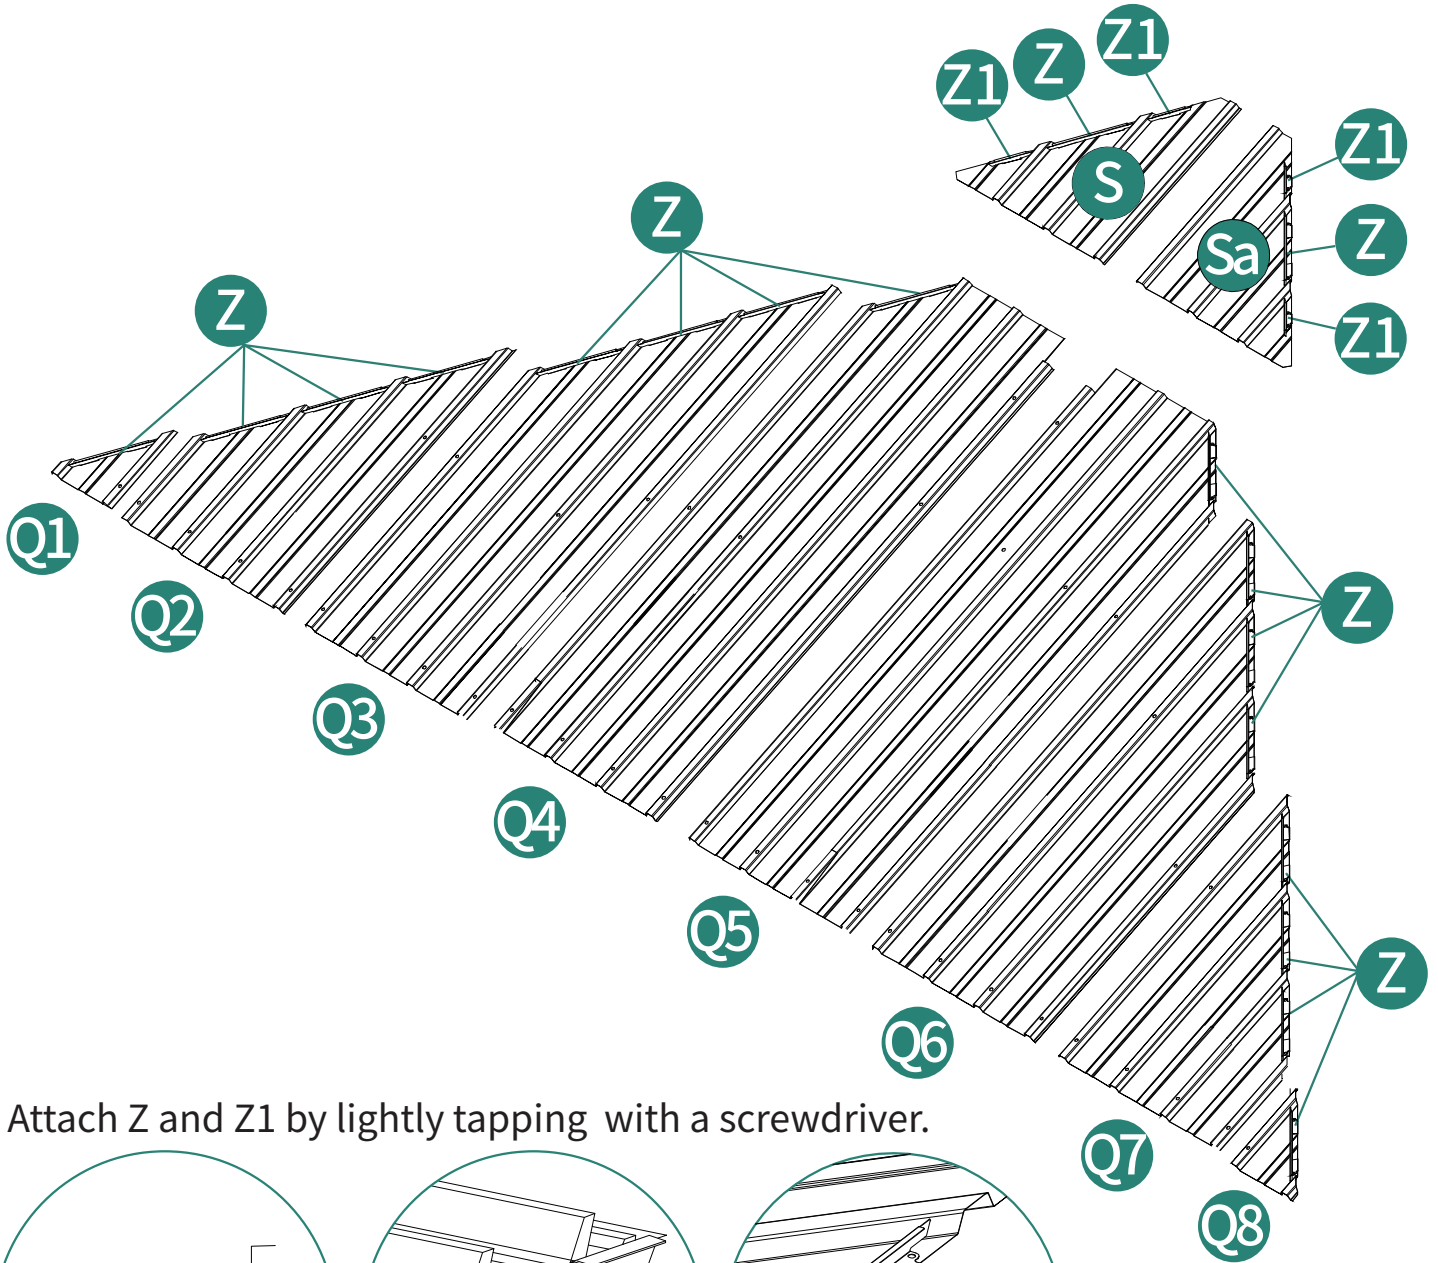 Z1
Z
Z1
Z1
S
Z
Sa
Z
Z
Z1
Q1
Q2
Z
Q3
Q4
Q5
Z
Q6
Attach Z and Z1 by lightly tapping with a screwdriver.
Q7
Q8